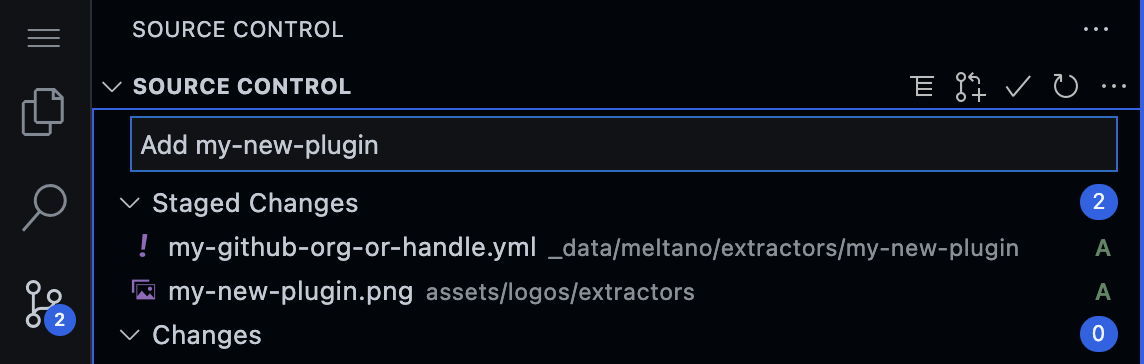 SOURCE CONTROL
SOURCE CONTROL
Add my-new-plugin
Staged Changes 2
! my-github-org-or-handle.yml _data/meltano/extractors/my-new-plugin A
my-new-plugin.png assets/logos/extractors A
2
Changes 0